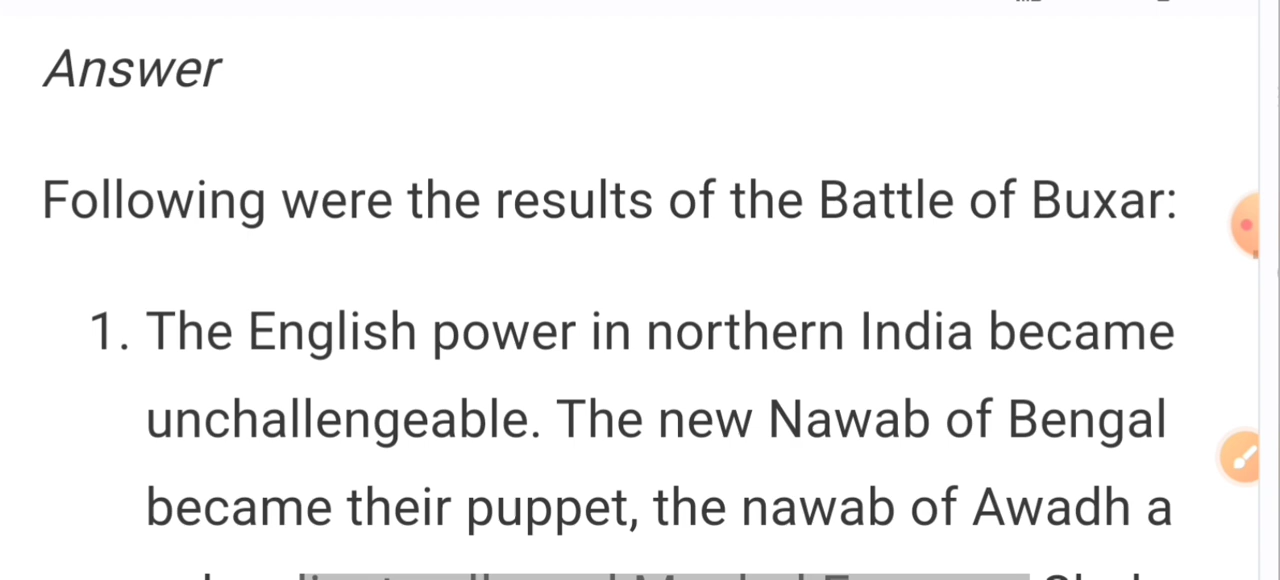 Answer
Following were the results of the Battle of Buxar:
1. The English power in northern India became
unchallengeable. The new Nawab of Bengal
became their puppet, the nawab of Awadh a